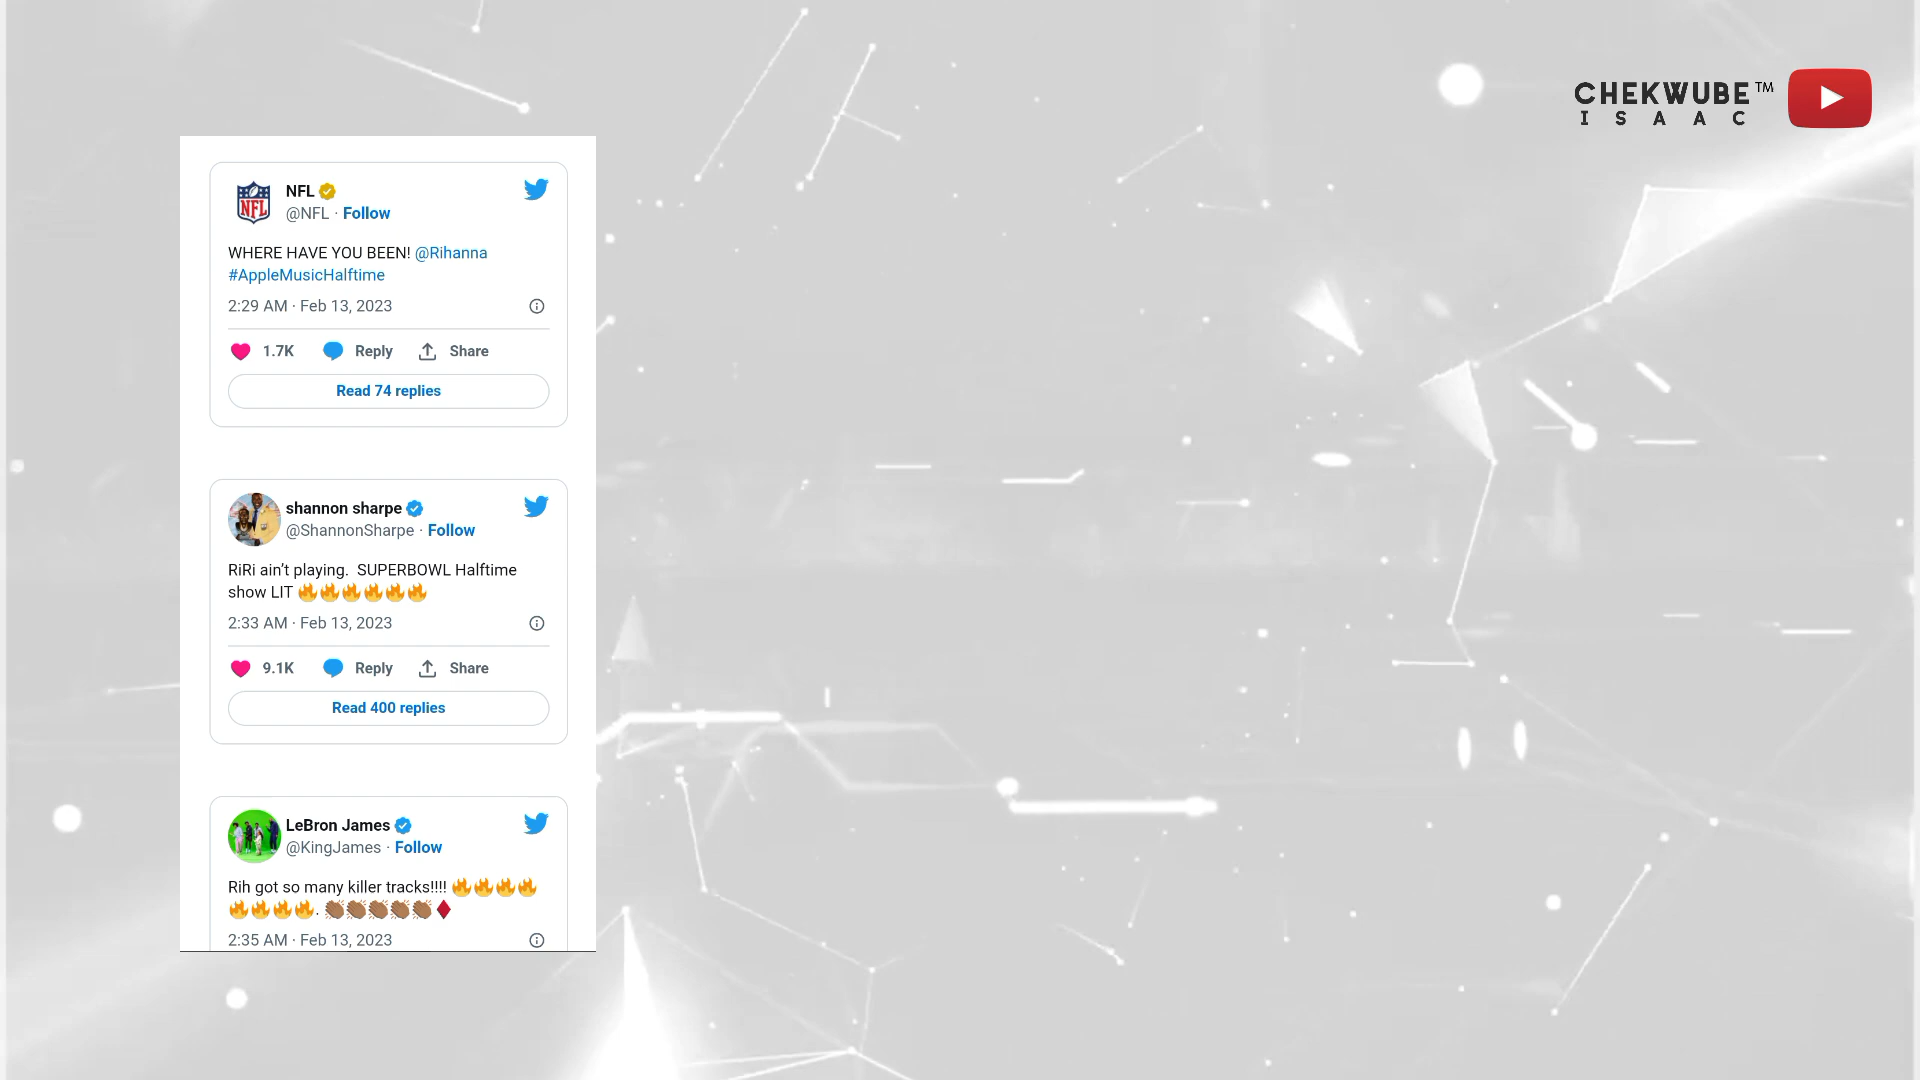 CHEKWUBE™
ISAAC
NFL
@NFL · Follow
WHERE HAVE YOU BEEN! @Rihanna
#AppleMusicHalftime
2:29 AM · Feb 13, 2023
1.7K Reply Share
Read 74 replies
shannon sharpe
@ShannonSharpe · Follow
RiRi ain’t playing.  SUPERBOWL Halftime
show LIT 🔥🔥🔥🔥🔥🔥
2:33 AM · Feb 13, 2023
9.1K Reply Share
Read 400 replies
LeBron James
@KingJames · Follow
Rih got so many killer tracks!!!! 🔥🔥🔥🔥
🔥🔥🔥🔥. 👏🏽👏🏽👏🏽👏🏽👏🏽♦️
2:35 AM · Feb 13, 2023